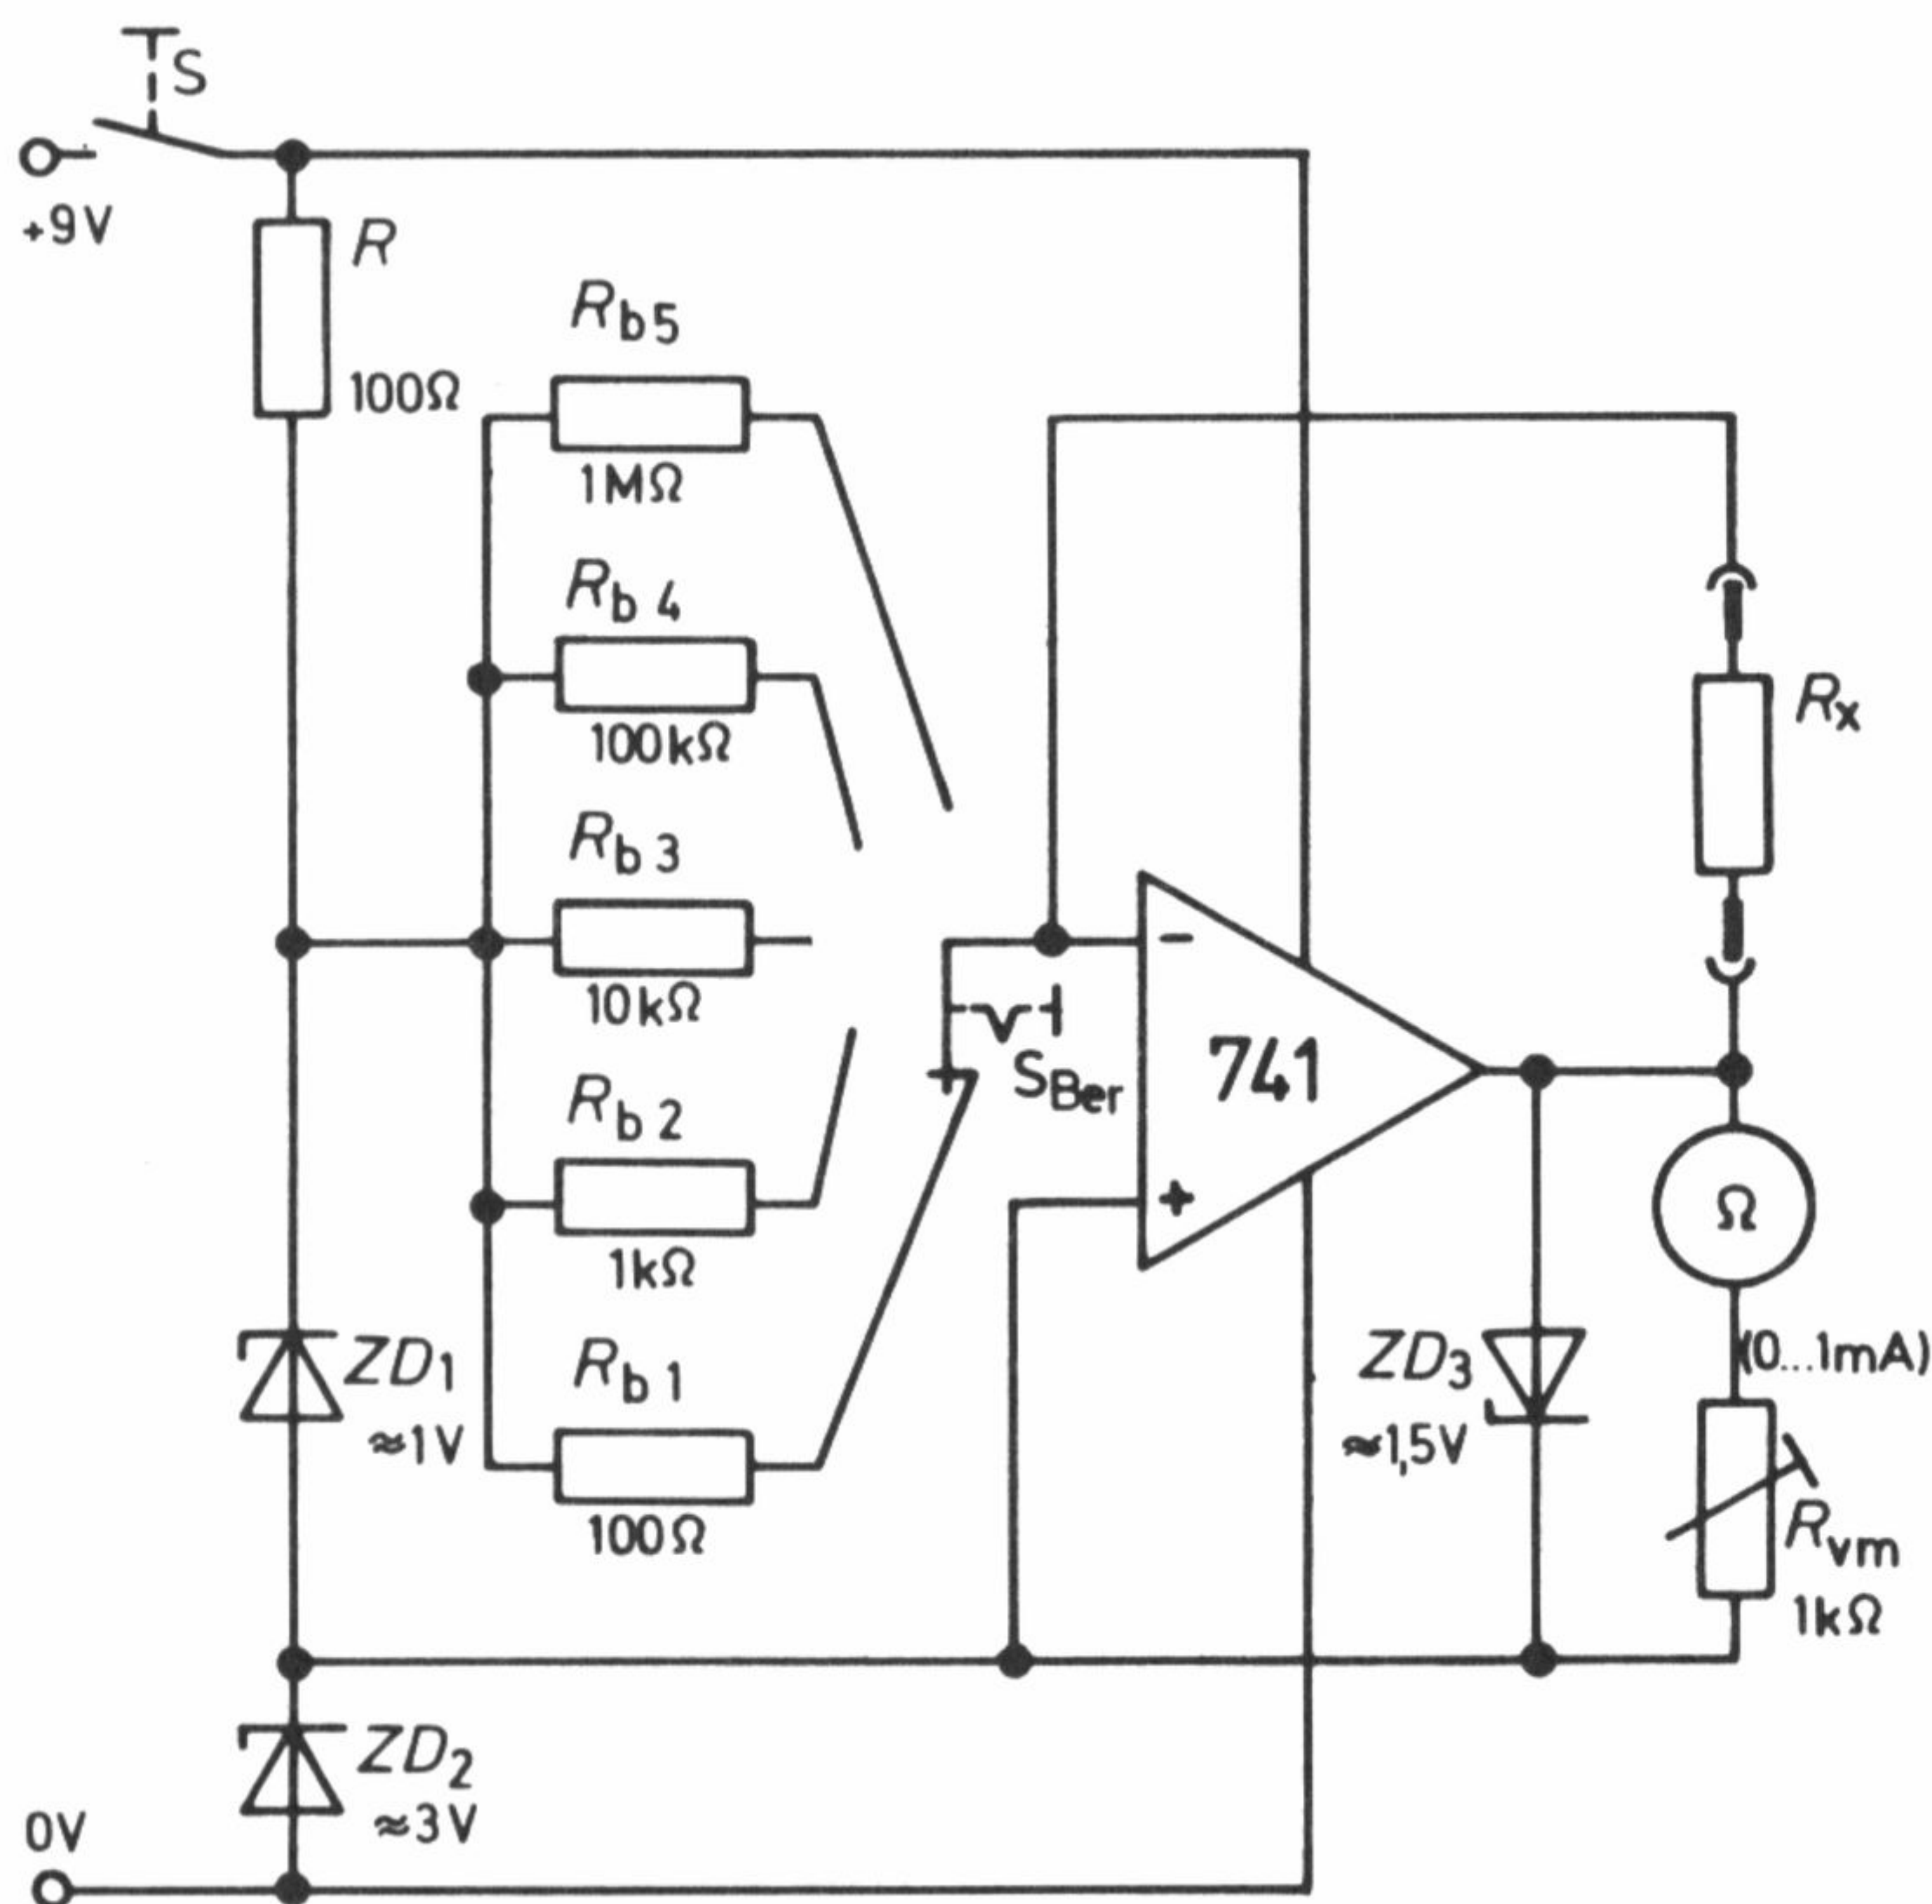 S
+9V
R
100Ω
Rb5
1MΩ
Rb4
100kΩ
Rb3
10kΩ
Rb2
1kΩ
Rb1
100Ω
SBer
-
741
+
Rx
Ω
(0...1mA)
Rvm
1kΩ
ZD1
≈1V
ZD3
≈1,5V
ZD2
≈3V
0V